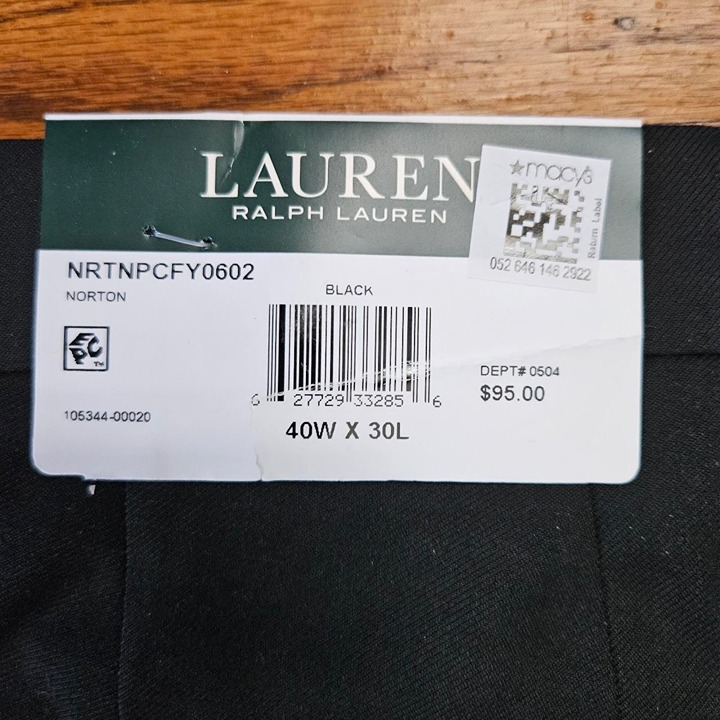 LAUREN
RALPH LAUREN
★macy's
Return Label
052 646 146 2922
NRTNPCFY0602
NORTON
BLACK
EPC™
DEPT# 0504
$95.00
6 27729 33285 6
105344-00020
40W X 30L